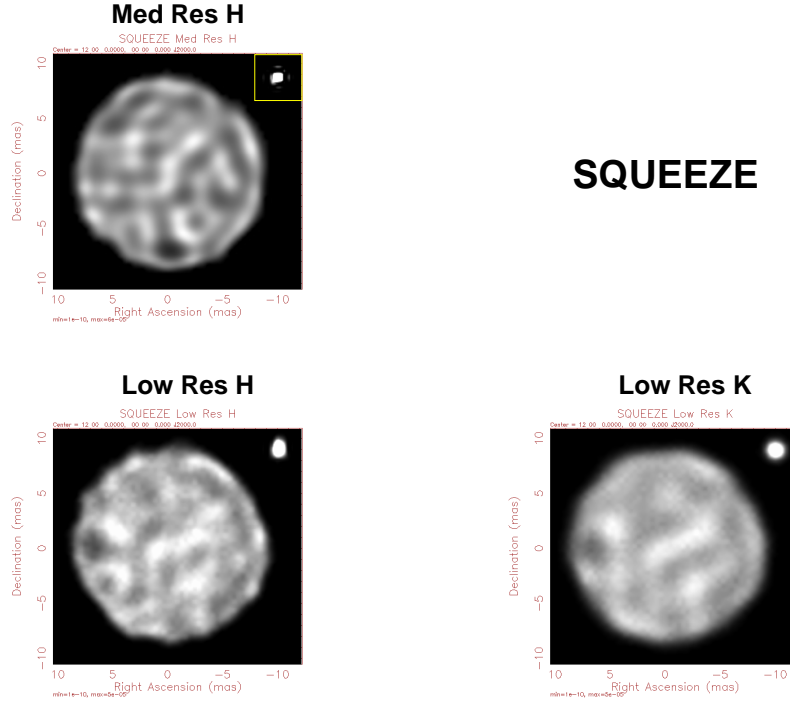 Med Res H
SQUEEZE Med Res H
Center = 12 00 0.0000, 00 00 0.000 J2000.0
10
5
0
−5
−10
Declination (mas)
10 5 0 −5 −10
Right Ascension (mas)
min=1e−10, max=6e−05
SQUEEZE
Low Res H
SQUEEZE Low Res H
Center = 12 00 0.0000, 00 00 0.000 J2000.0
10
5
0
−5
−10
Declination (mas)
10 5 0 −5 −10
Right Ascension (mas)
min=1e−10, max=5e−05
Low Res K
SQUEEZE Low Res K
Center = 12 00 0.0000, 00 00 0.000 J2000.0
10
5
0
−5
−10
Declination (mas)
10 5 0 −5 −10
Right Ascension (mas)
min=1e−10, max=5e−05